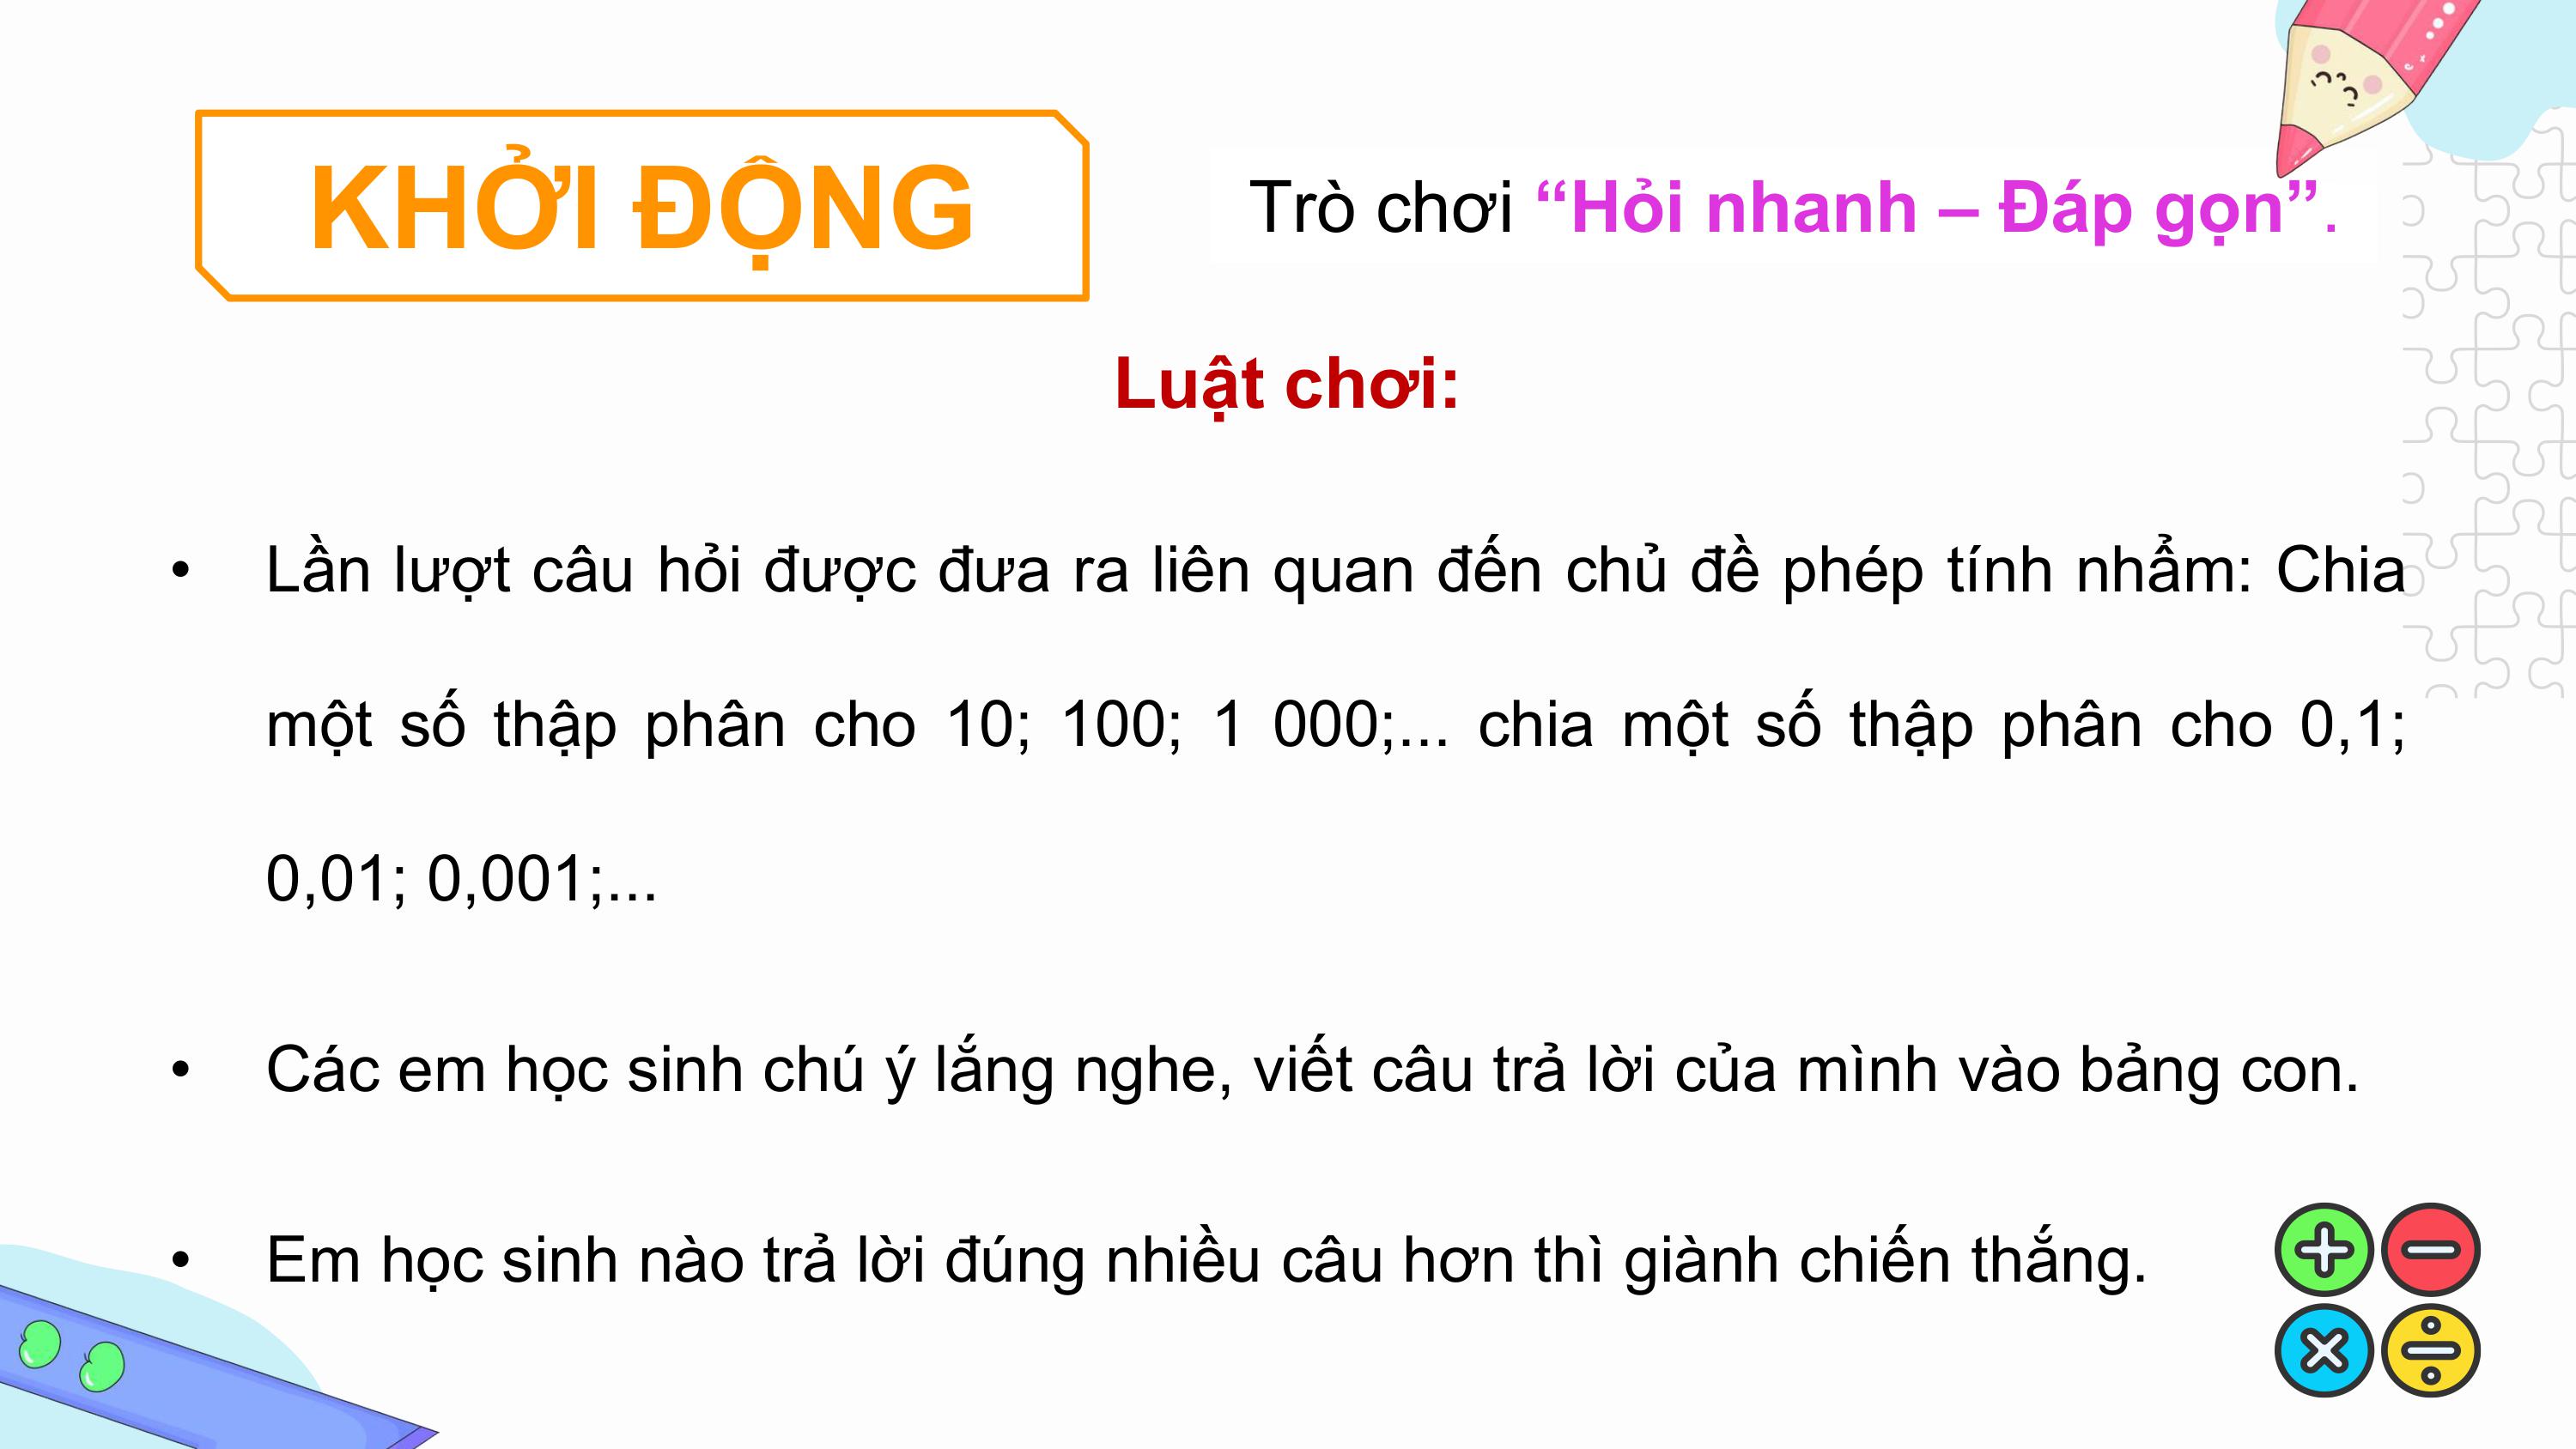 KHỞI ĐỘNG
Trò chơi “Hỏi nhanh – Đáp gọn”.
Luật chơi:
• Lần lượt câu hỏi được đưa ra liên quan đến chủ đề phép tính nhẩm: Chia
một số thập phân cho 10; 100; 1 000;... chia một số thập phân cho 0,1;
0,01; 0,001;...
• Các em học sinh chú ý lắng nghe, viết câu trả lời của mình vào bảng con.
• Em học sinh nào trả lời đúng nhiều câu hơn thì giành chiến thắng.